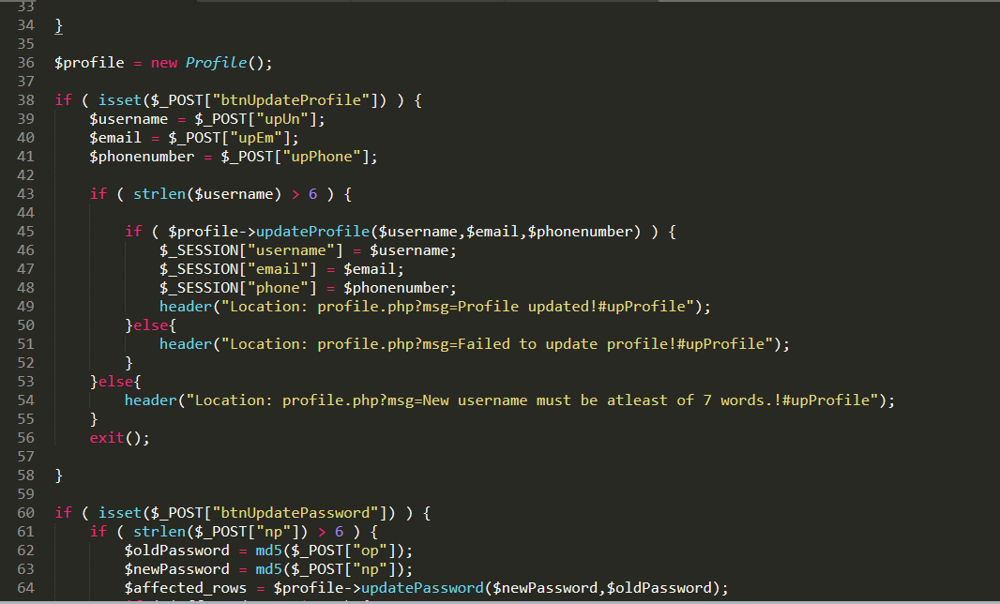 33
34 }
35
36 $profile = new Profile();
37
38 if ( isset($_POST["btnUpdateProfile"]) ) {
39 $username = $_POST["upUn"];
40 $email = $_POST["upEm"];
41 $phonenumber = $_POST["upPhone"];
42
43 if ( strlen($username) > 6 ) {
44
45 if ( $profile->updateProfile($username,$email,$phonenumber) ) {
46 $_SESSION["username"] = $username;
47 $_SESSION["email"] = $email;
48 $_SESSION["phone"] = $phonenumber;
49 header("Location: profile.php?msg=Profile updated!#upProfile");
50 }else{
51 header("Location: profile.php?msg=Failed to update profile!#upProfile");
52 }
53 }else{
54 header("Location: profile.php?msg=New username must be atleast of 7 words.!#upProfile");
55 }
56 exit();
57
58 }
59
60 if ( isset($_POST["btnUpdatePassword"]) ) {
61 if ( strlen($_POST["np"]) > 6 ) {
62 $oldPassword = md5($_POST["op"]);
63 $newPassword = md5($_POST["np"]);
64 $affected_rows = $profile->updatePassword($newPassword,$oldPassword);